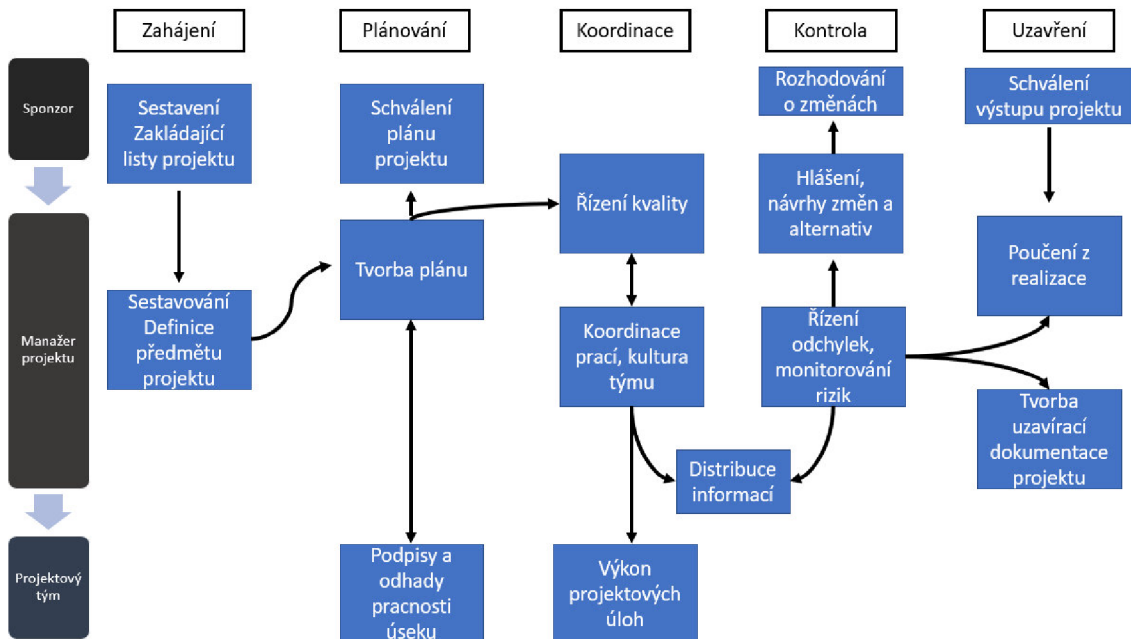 Zahájení
Plánování
Koordinace
Kontrola
Uzavření
Sponzor
Manažer
projektu
Projektový
tým
Sestavení
Zakládající
listy projektu
Sestavování
Definice
předmětu
projektu
Schválení
plánu
projektu
Tvorba plánu
Podpisy a
odhady
pracnosti
úseku
Řízení kvality
Koordinace
prací, kultura
týmu
Distribuce
informací
Výkon
projektových
úloh
Rozhodování
o změnách
Hlášení,
návrhy změn a
alternativ
Řízení
odchylek,
monitorování
rizik
Schválení
výstupu projektu
Poučení z
realizace
Tvorba
uzavírací
dokumentace
projektu